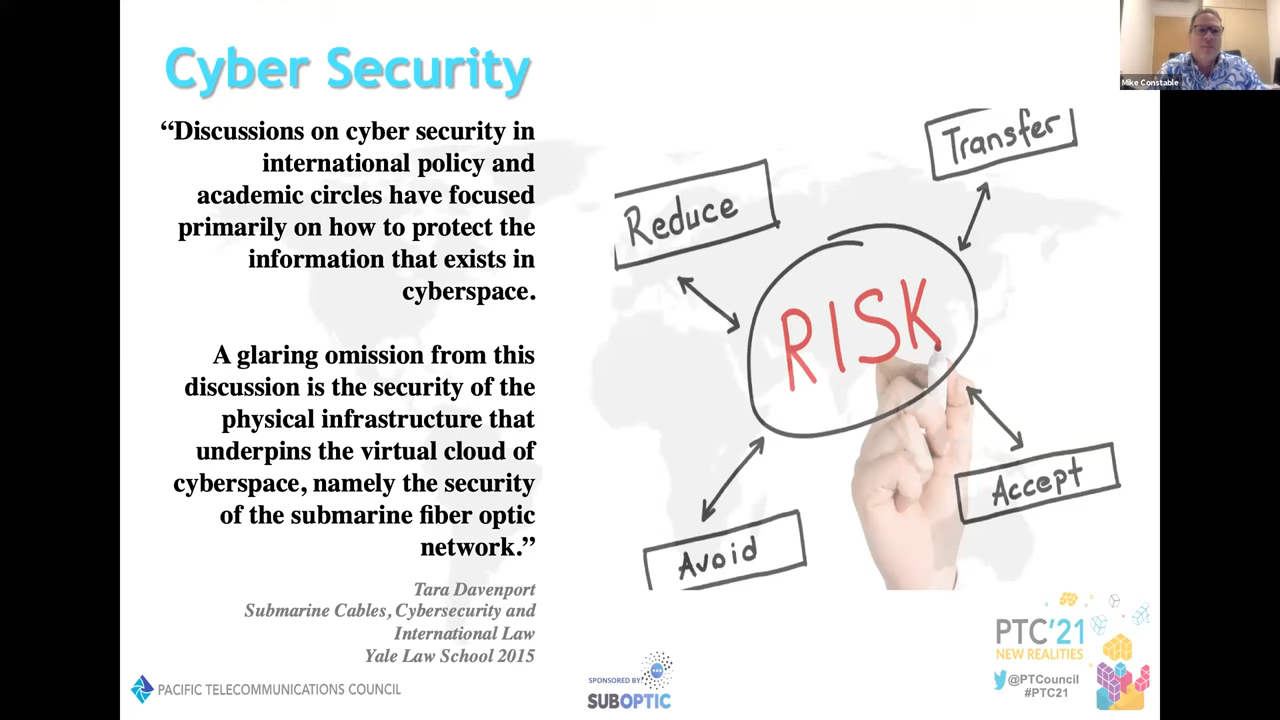 Cyber Security
“Discussions on cyber security in
international policy and
academic circles have focused
primarily on how to protect the
information that exists in
cyberspace.
A glaring omission from this
discussion is the security of the
physical infrastructure that
underpins the virtual cloud of
cyberspace, namely the security
of the submarine fiber optic
network.”
Tara Davenport
Submarine Cables, Cybersecurity and
International Law
Yale Law School 2015
Reduce
Transfer
RISK
Avoid
Accept
Mike Constable
PACIFIC TELECOMMUNICATIONS COUNCIL
SPONSORED BY
SUBOPTIC
PTC'21
NEW REALITIES
@PTCouncil
#PTC21